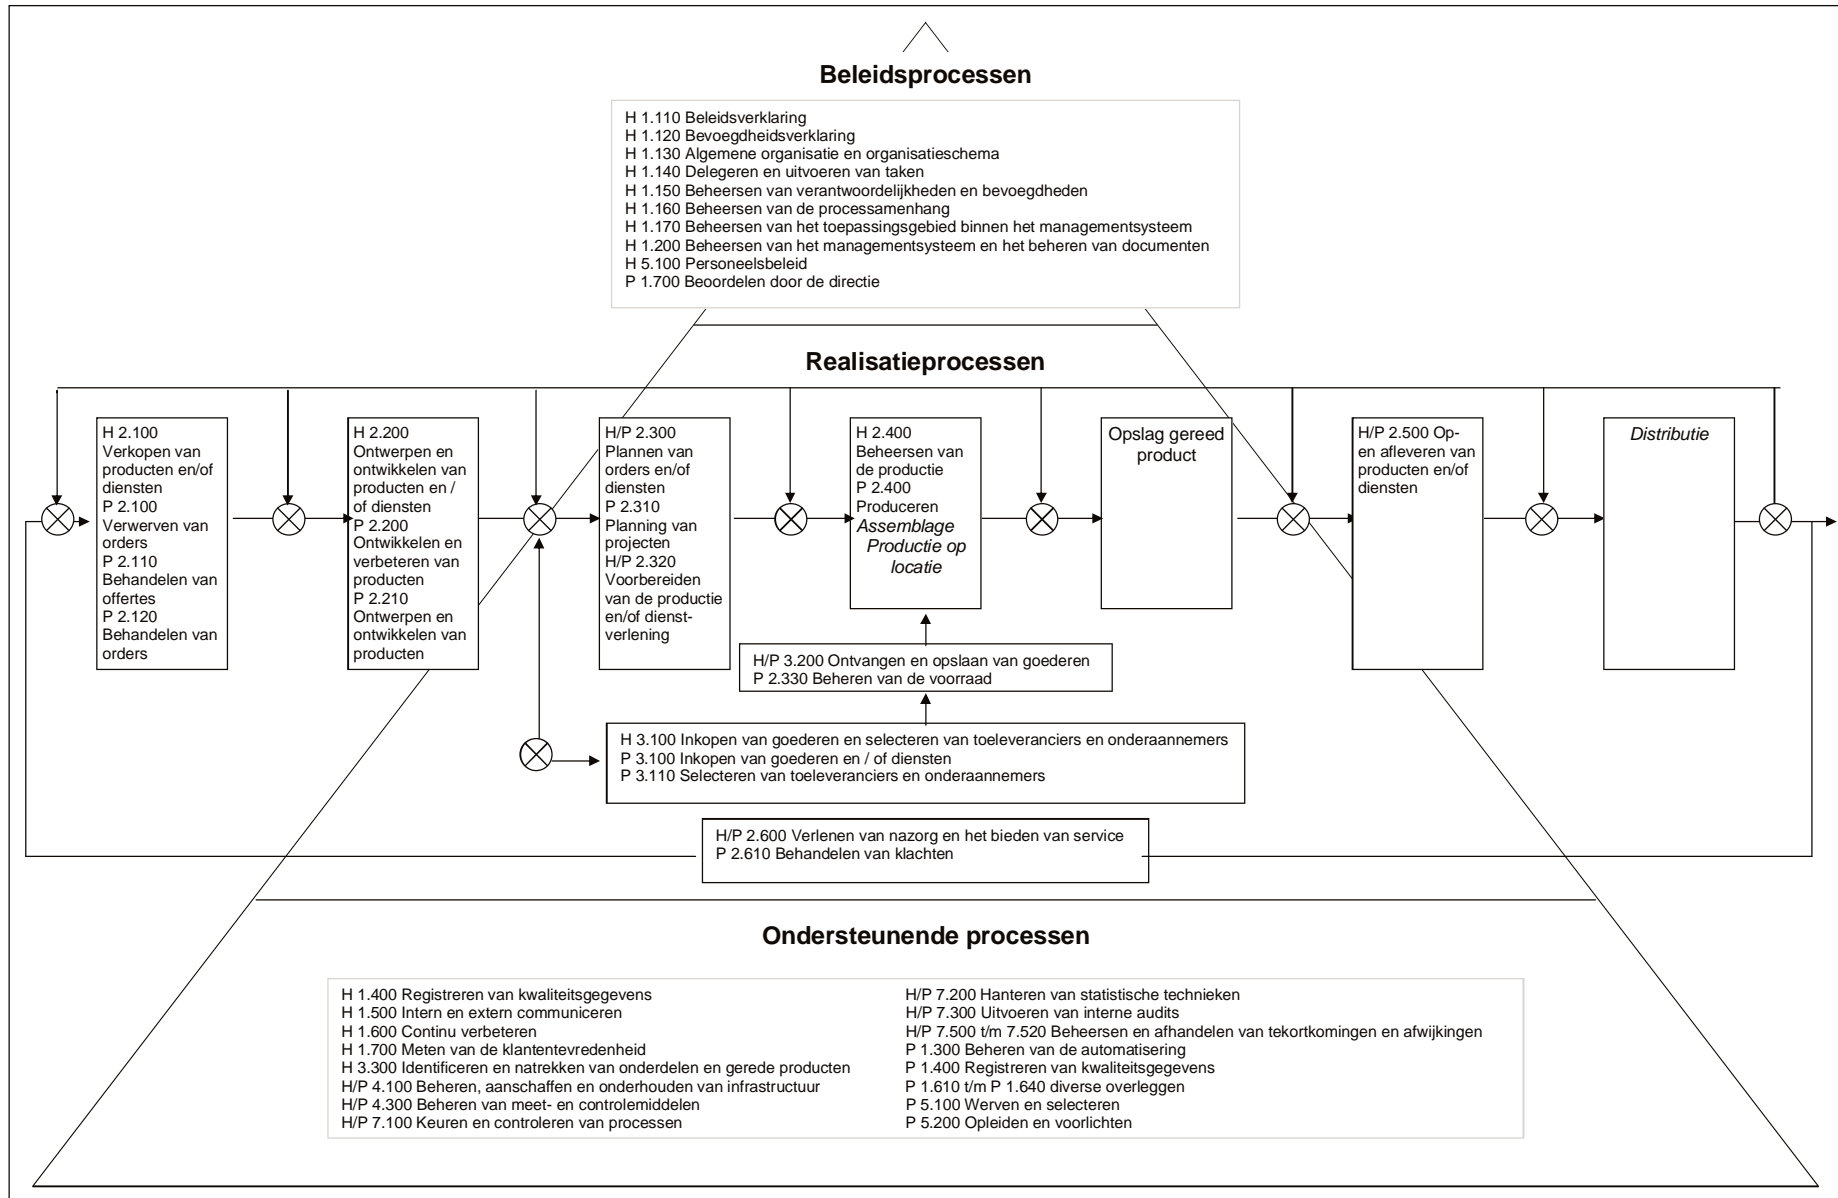 Beleidsprocessen
H 1.110 Beleidsverklaring
H 1.120 Bevoegdheidsverklaring
H 1.130 Algemene organisatie en organisatieschema
H 1.140 Delegeren en uitvoeren van taken
H 1.150 Beheersen van verantwoordelijkheden en bevoegdheden
H 1.160 Beheersen van de processamenhang
H 1.170 Beheersen van het toepassingsgebied binnen het managementsysteem
H 1.200 Beheersen van het managementsysteem en het beheren van documenten
H 5.100 Personeelsbeleid
P 1.700 Beoordelen door de directie
Realisatieprocessen
H 2.100
Verkopen van
producten en/of
diensten
P 2.100
Verwerven van
orders
P 2.110
Behandelen van
offertes
P 2.120
Behandelen van
orders
H 2.200
Ontwerpen en
ontwikkelen van
producten en /
of diensten
P 2.200
Ontwikkelen en
verbeteren van
producten
P 2.210
Ontwerpen en
ontwikkelen van
producten
H/P 2.300
Plannen van
orders en/of
diensten
P 2.310
Planning van
projecten
H/P 2.320
Voorbereiden
van de productie
en/of dienst-
verlening
H 2.400
Beheersen van
de productie
P 2.400
Produceren
Assemblage
Productie op
locatie
Opslag gereed
product
H/P 2.500 Op-
en afleveren van
producten en/of
diensten
Distributie
H/P 3.200 Ontvangen en opslaan van goederen
P 2.330 Beheren van de voorraad
H 3.100 Inkopen van goederen en selecteren van toeleveranciers en onderaannemers
P 3.100 Inkopen van goederen en / of diensten
P 3.110 Selecteren van toeleveranciers en onderaannemers
H/P 2.600 Verlenen van nazorg en het bieden van service
P 2.610 Behandelen van klachten
Ondersteunende processen
H 1.400 Registreren van kwaliteitsgegevens
H 1.500 Intern en extern communiceren
H 1.600 Continu verbeteren
H 1.700 Meten van de klantentevredenheid
H 3.300 Identificeren en natrekken van onderdelen en gerede producten
H/P 4.100 Beheren, aanschaffen en onderhouden van infrastructuur
H/P 4.300 Beheren van meet- en controlemiddelen
H/P 7.100 Keuren en controleren van processen
H/P 7.200 Hanteren van statistische technieken
H/P 7.300 Uitvoeren van interne audits
H/P 7.500 t/m 7.520 Beheersen en afhandelen van tekortkomingen en afwijkingen
P 1.300 Beheren van de automatisering
P 1.400 Registreren van kwaliteitsgegevens
P 1.610 t/m P 1.640 diverse overleggen
P 5.100 Werven en selecteren
P 5.200 Opleiden en voorlichten